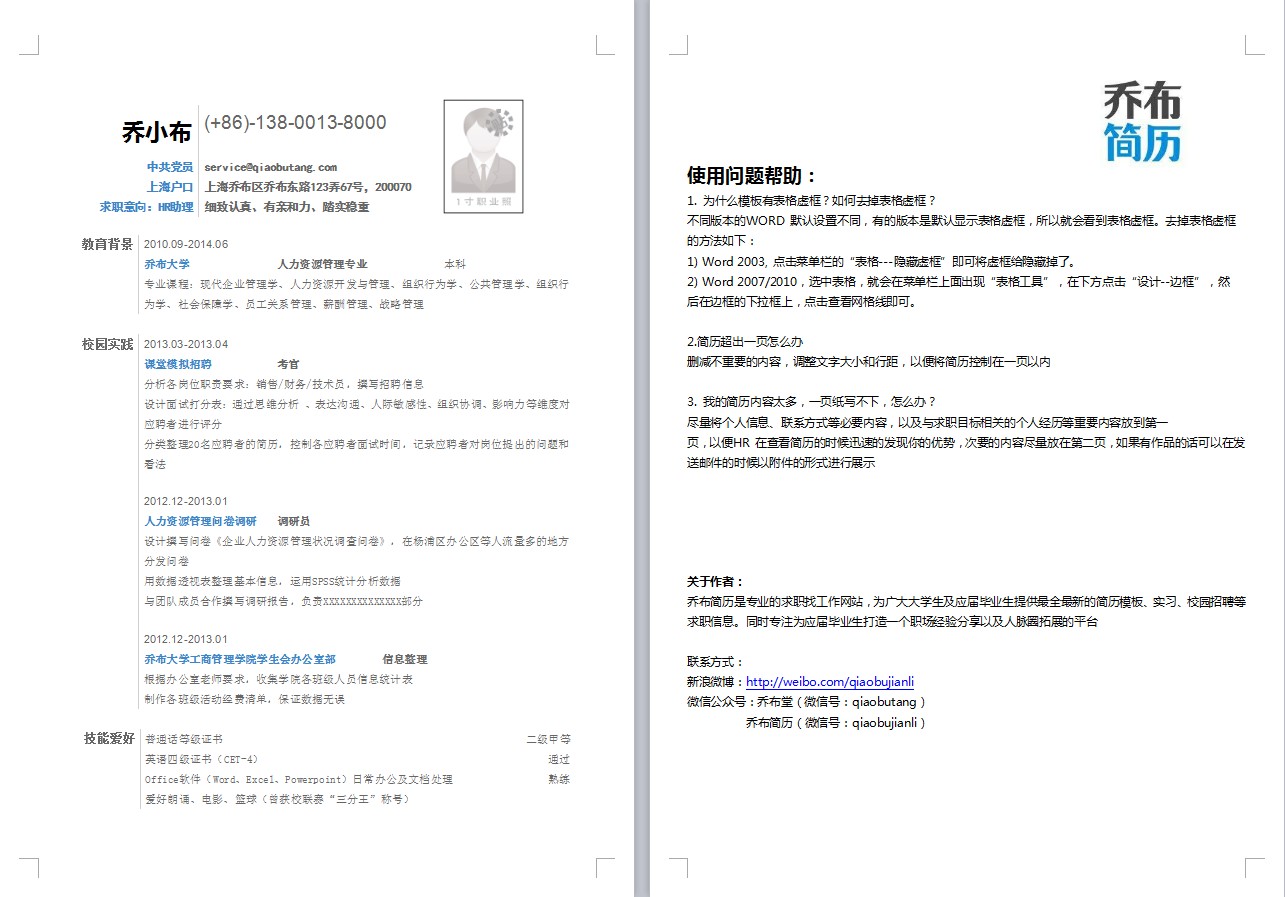 乔小布
(+86)-138-0013-8000
中共党员 service@qiaobutang.com
上海户口 上海乔布区乔布东路123弄67号，200070
求职意向：HR助理 细致认真、有亲和力、踏实稳重
1寸职业照
教育背景 2010.09-2014.06
乔布大学 人力资源管理专业 本科
专业课程：现代企业管理学、人力资源开发与管理、组织行为学、公共管理学、组织行
为学、社会保障学、员工关系管理、薪酬管理、战略管理
校园实践 2013.03-2013.04
课堂模拟招聘 考官
分析各岗位职责要求：销售/财务/技术员，撰写招聘信息
设计面试打分表：通过思维分析 、表达沟通、人际敏感性、组织协调、影响力等维度对
应聘者进行评分
分类整理20名应聘者的简历，控制各应聘者面试时间，记录应聘者对岗位提出的问题和
看法
2012.12-2013.01
人力资源管理问卷调研 调研员
设计撰写问卷《企业人力资源管理状况调查问卷》，在杨浦区办公区等人流量多的地方
分发问卷
用数据透视表整理基本信息，运用SPSS统计分析数据
与团队成员合作撰写调研报告，负责XXXXXXXXXXXXXX部分
2012.12-2013.01
乔布大学工商管理学院学生会办公室部 信息整理
根据办公室老师要求，收集学院各班级人员信息统计表
制作各班级活动经费清单，保证数据无误
技能爱好 普通话等级证书 二级甲等
英语四级证书（CET-4） 通过
Office软件（Word、Excel、Powerpoint）日常办公及文档处理 熟练
爱好朗诵、电影、篮球（曾获校联赛“三分王”称号）
乔布
简历
使用问题帮助：
1. 为什么模板有表格虚框？如何去掉表格虚框？
不同版本的WORD 默认设置不同，有的版本是默认显示表格虚框，所以就会看到表格虚框。去掉表格虚框
的方法如下：
1) Word 2003, 点击菜单栏的“表格---隐藏虚框”即可将虚框给隐藏掉了。
2) Word 2007/2010，选中表格，就会在菜单栏上面出现“表格工具”，在下方点击“设计--边框”，然
后在边框的下拉框上，点击查看网格线即可。
2.简历超出一页怎么办
删减不重要的内容，调整文字大小和行距，以便将简历控制在一页以内
3. 我的简历内容太多，一页纸写不下，怎么办？
尽量将个人信息、联系方式等必要内容，以及与求职目标相关的个人经历等重要内容放到第一
页，以便HR 在查看简历的时候迅速的发现你的优势，次要的内容尽量放在第二页，如果有作品的话可以在发
送邮件的时候以附件的形式进行展示
关于作者：
乔布简历是专业的求职找工作网站，为广大大学生及应届毕业生提供最全最新的简历模板、实习、校园招聘等
求职信息。同时专注为应届毕业生打造一个职场经验分享以及人脉圈拓展的平台
联系方式：
新浪微博：http://weibo.com/qiaobujianli
微信公众号：乔布堂（微信号：qiaobutang）
乔布简历（微信号：qiaobujianli）